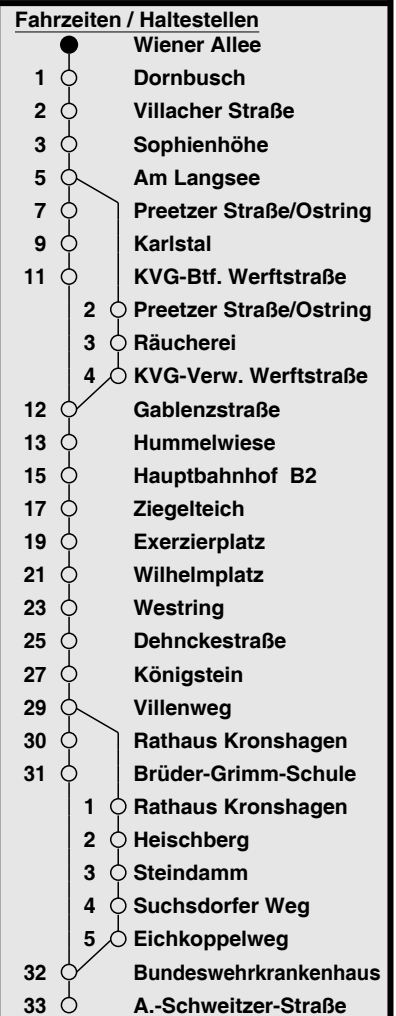 Fahrzeiten / Haltestellen
Wiener Allee
1 Dornbusch
2 Villacher Straße
3 Sophienhöhe
5 Am Langsee
7 Preetzer Straße/Ostring
9 Karlstal
11 KVG-Btf. Werftstraße
2 Preetzer Straße/Ostring
3 Räucherei
4 KVG-Verw. Werftstraße
12 Gablenzstraße
13 Hummelwiese
15 Hauptbahnhof B2
17 Ziegelteich
19 Exerzierplatz
21 Wilhelmplatz
23 Westring
25 Dehnckestraße
27 Königstein
29 Villenweg
30 Rathaus Kronshagen
31 Brüder-Grimm-Schule
1 Rathaus Kronshagen
2 Heischberg
3 Steindamm
4 Suchsdorfer Weg
5 Eichkoppelweg
32 Bundeswehrkrankenhaus
33 A.-Schweitzer-Straße